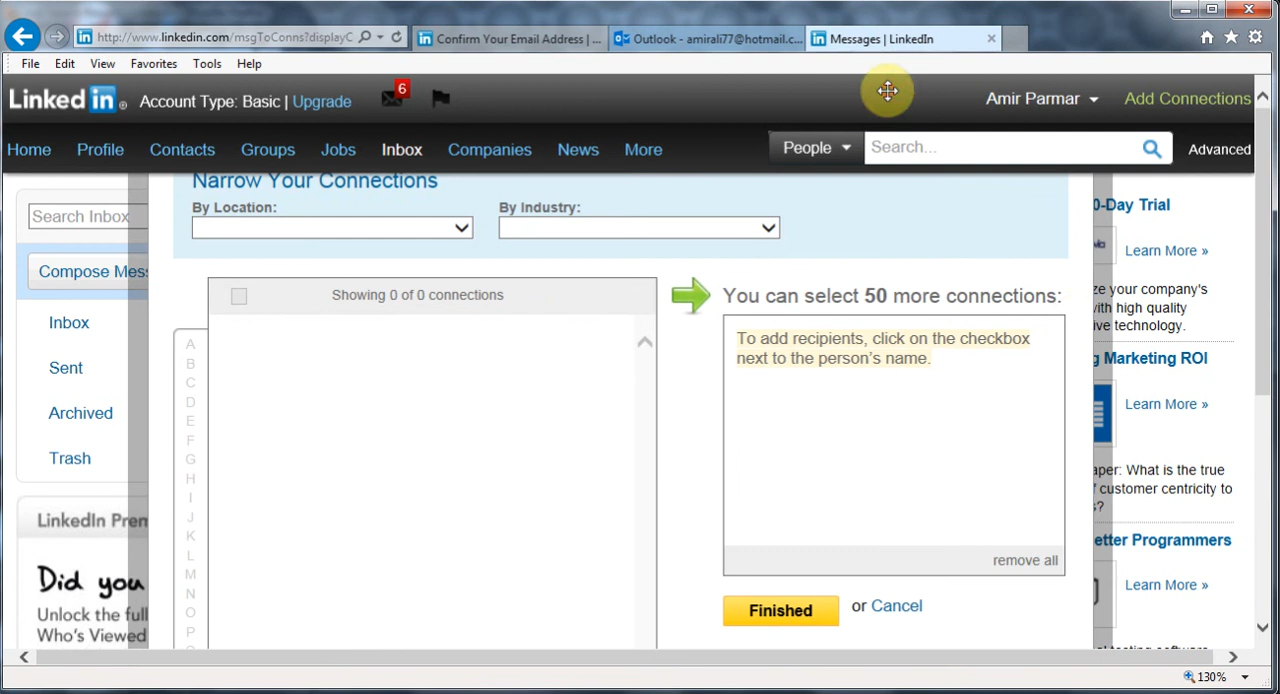 http://www.linkedin.com/msgToConns?displayC
Confirm Your Email Address | ...
Outlook - amirali77@hotmail.c...
Messages | LinkedIn
File Edit View Favorites Tools Help
Linked in ® Account Type: Basic | Upgrade 6 Amir Parmar Add Connections
Home Profile Contacts Groups Jobs Inbox Companies News More People Search... Advanced
Narrow Your Connections
By Location: By Industry:
Search Inbox
Compose Mess
Inbox
Sent
Archived
Trash
LinkedIn Prem
Did you
Unlock the full
Who's Viewed
Showing 0 of 0 connections
A
B
C
D
E
F
G
H
I
J
K
L
M
N
O
P
You can select 50 more connections:
To add recipients, click on the checkbox
next to the person's name.
remove all
Finished or Cancel
0-Day Trial
Learn More »
ze your company's
vith high quality
ive technology.
g Marketing ROI
Learn More »
aper: What is the true
f customer centricity to
s?
etter Programmers
Learn More »
130%